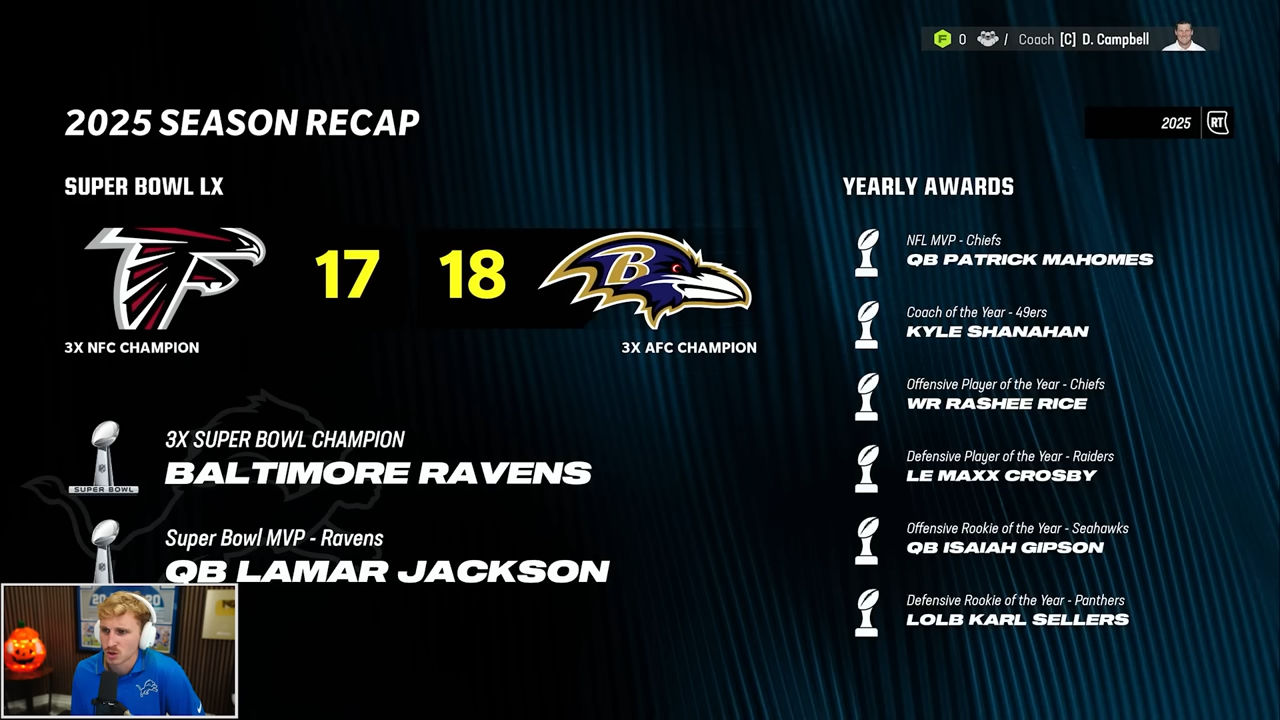 0 / Coach [C] D. Campbell
2025 SEASON RECAP
2025 RT
SUPER BOWL LX
17 18
B
3X NFC CHAMPION
3X AFC CHAMPION
3X SUPER BOWL CHAMPION
BALTIMORE RAVENS
SUPER BOWL
Super Bowl MVP - Ravens
QB LAMAR JACKSON
YEARLY AWARDS
NFL MVP - Chiefs
QB PATRICK MAHOMES
Coach of the Year - 49ers
KYLE SHANAHAN
Offensive Player of the Year - Chiefs
WR RASHEE RICE
Defensive Player of the Year - Raiders
LE MAXX CROSBY
Offensive Rookie of the Year - Seahawks
QB ISAIAH GIPSON
Defensive Rookie of the Year - Panthers
LOLB KARL SELLERS